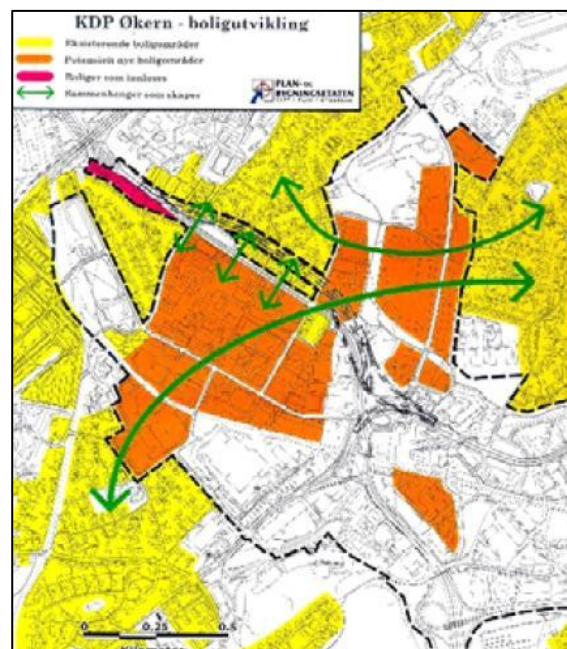 KDP Økern - boligutvikling
Eksisterende boligområder
Potensielt nye boligområder
Boliger som innløses
Sammenhenger som skapes
PLAN- OG
BYGNINGSETATEN
0 0.25 0.5